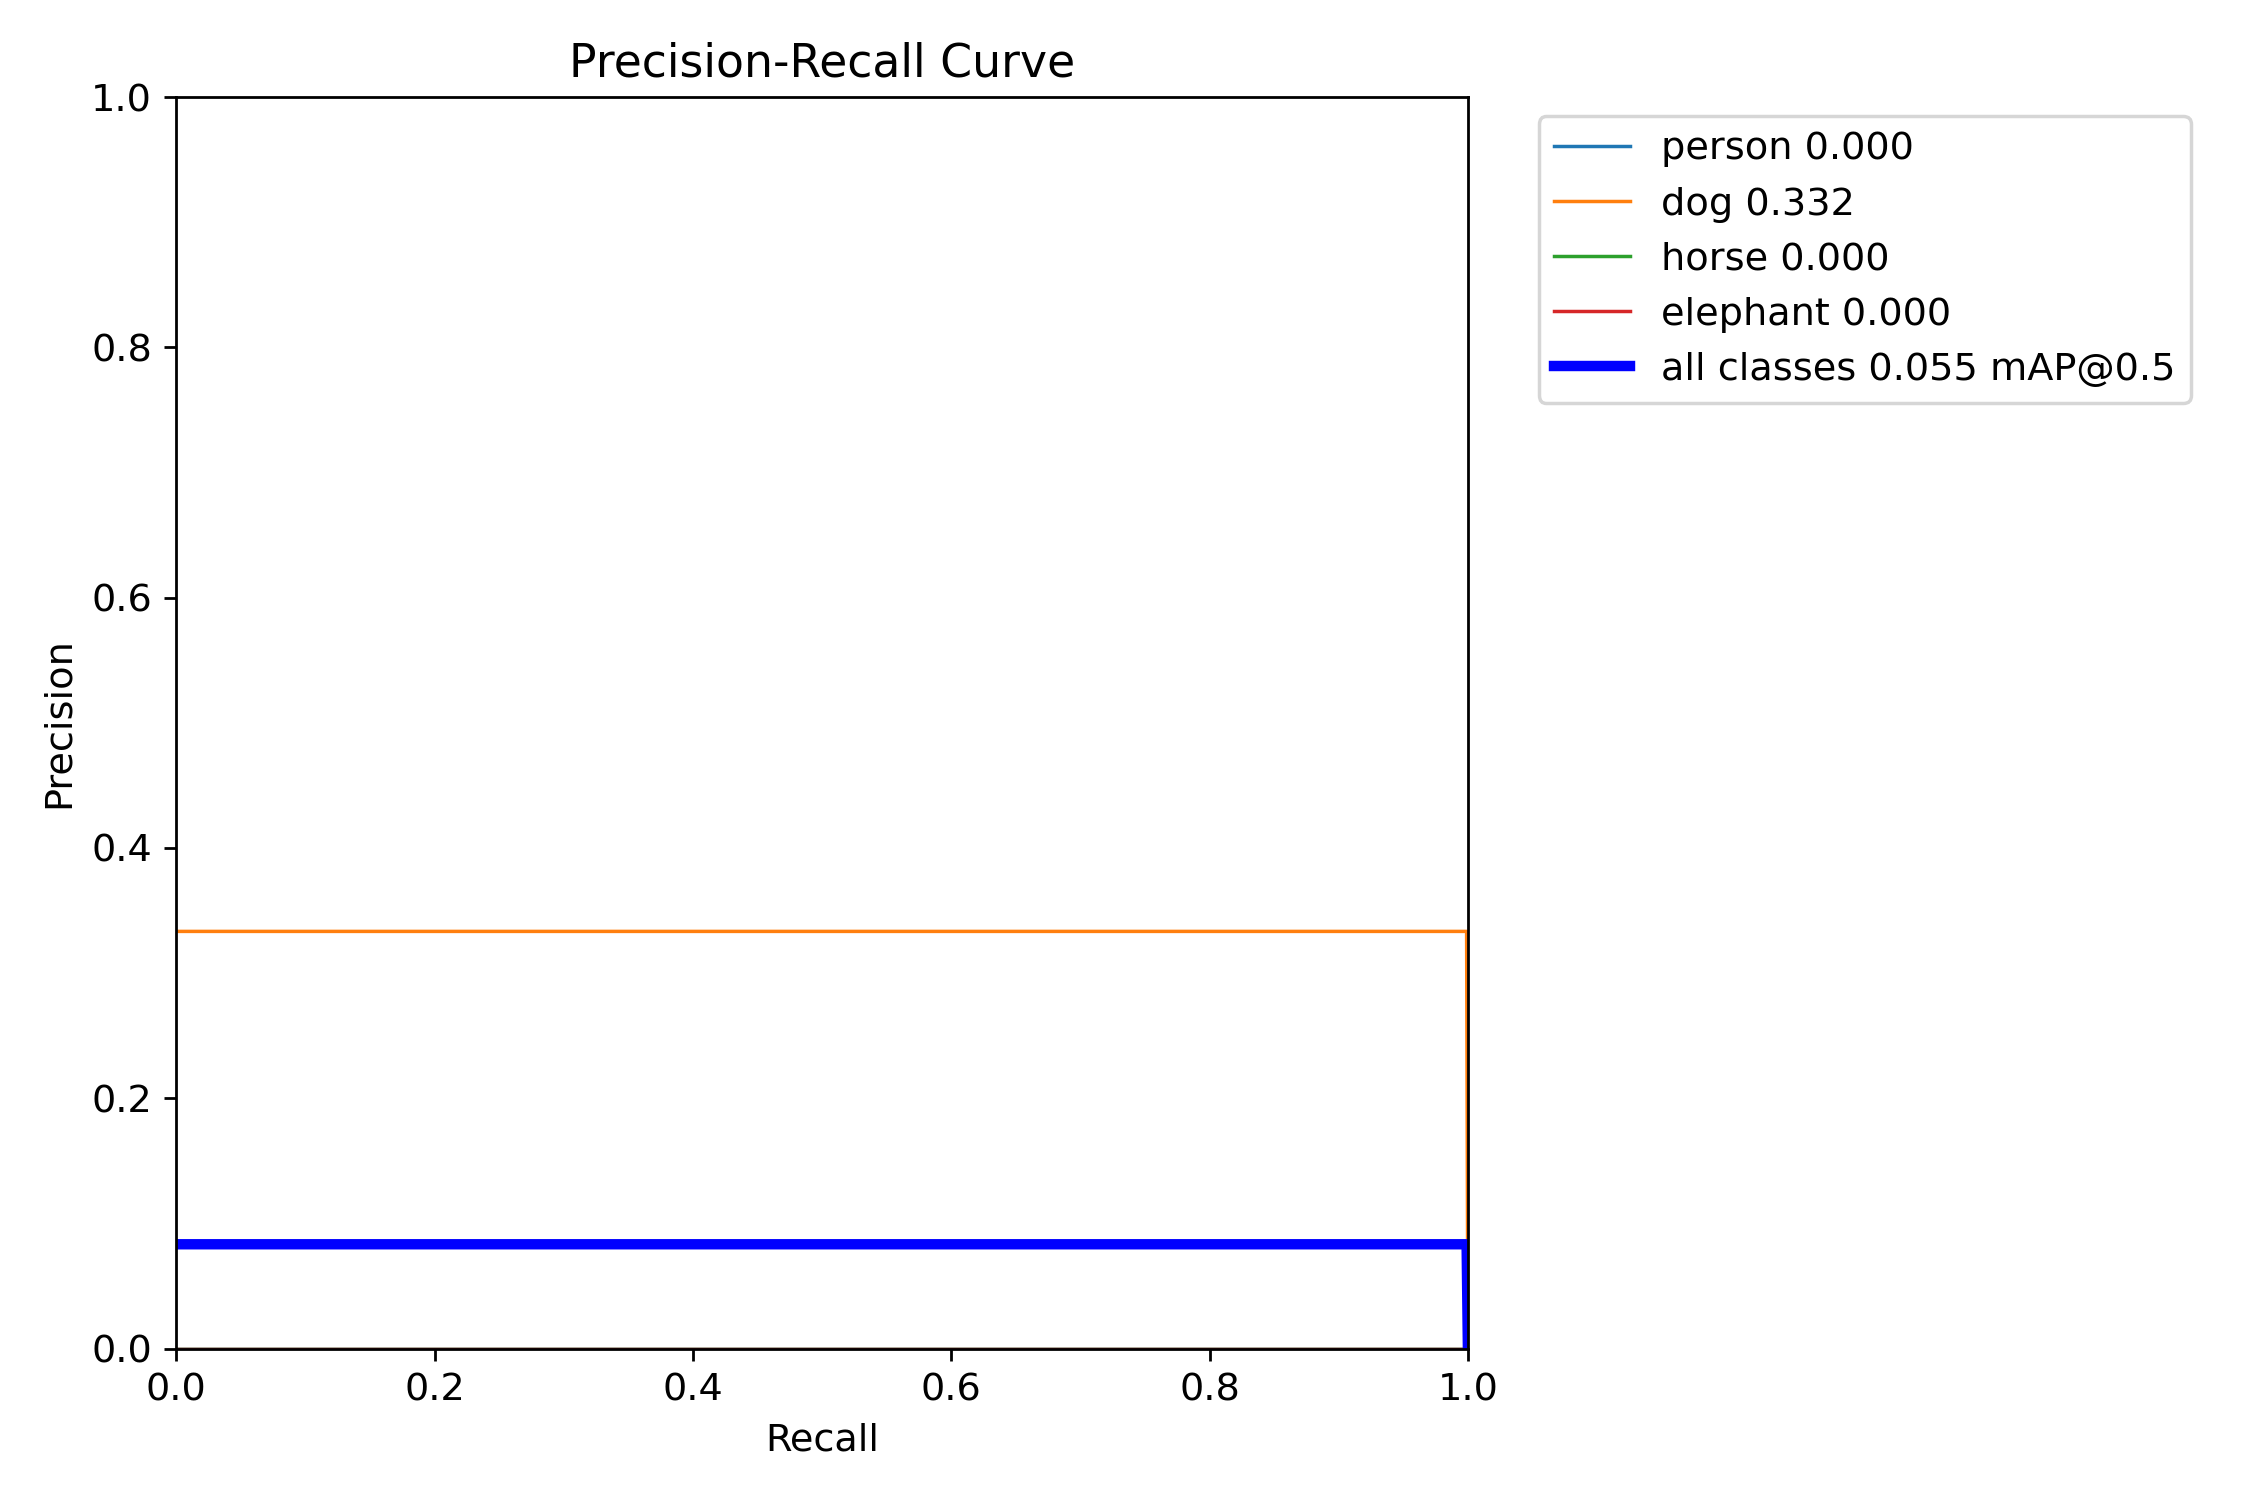 Precision-Recall Curve
1.0
0.8
0.6
0.4
0.2
0.0
Precision
0.0 0.2 0.4 0.6 0.8 1.0
Recall
person 0.000
dog 0.332
horse 0.000
elephant 0.000
all classes 0.055 mAP@0.5